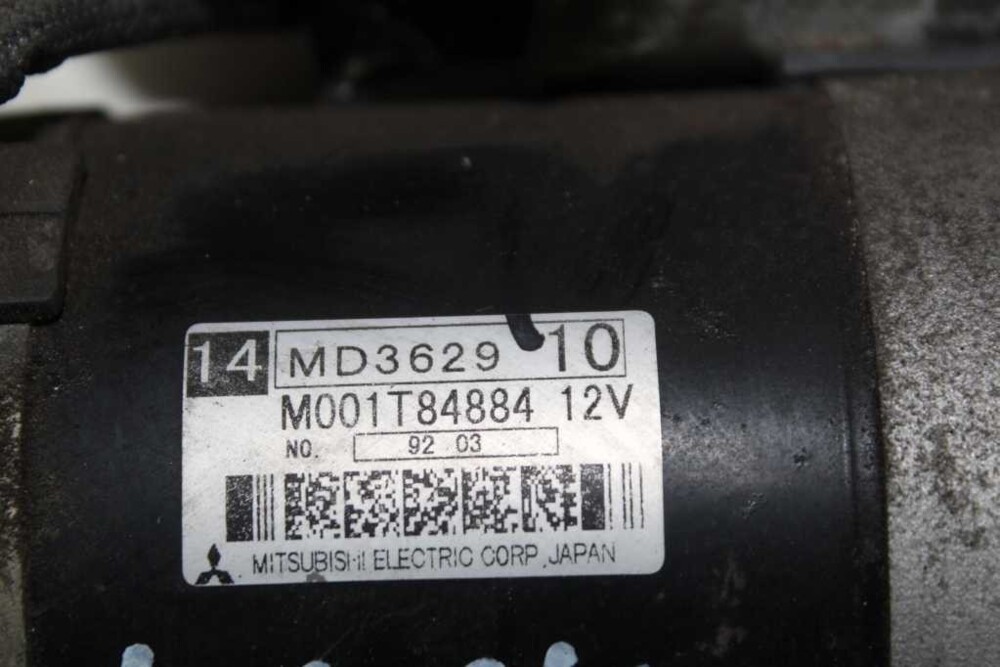 14 MD3629 10
M001T84884 12V
NO. 92 03
MITSUBISHI ELECTRIC CORP. JAPAN